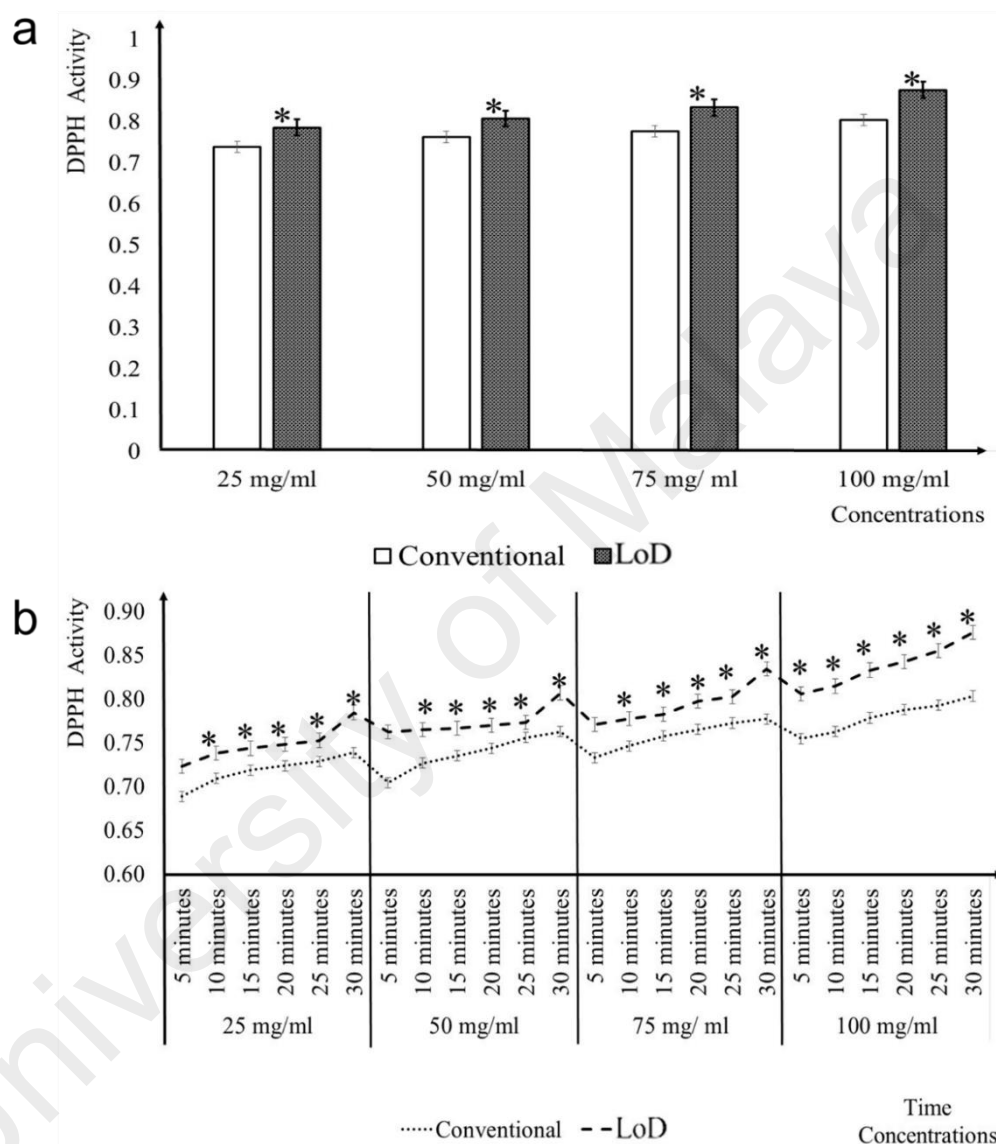 a
DPPH Activity
1
0.9
0.8
0.7
0.6
0.5
0.4
0.3
0.2
0.1
0
* * * *
25 mg/ml 50 mg/ml 75 mg/ ml 100 mg/ml
Concentrations
Conventional LoD
b
DPPH Activity
0.90
0.85
0.80
0.75
0.70
0.65
0.60
* * * * * * * * * * * * * * * * * * * * *
5 minutes 10 minutes 15 minutes 20 minutes 25 minutes 30 minutes 5 minutes 10 minutes 15 minutes 20 minutes 25 minutes 30 minutes 5 minutes 10 minutes 15 minutes 20 minutes 25 minutes 30 minutes 5 minutes 10 minutes 15 minutes 20 minutes 25 minutes 30 minutes
25 mg/ml 50 mg/ml 75 mg/ ml 100 mg/ml
Conventional LoD
Time
Concentrations
University of Malaya